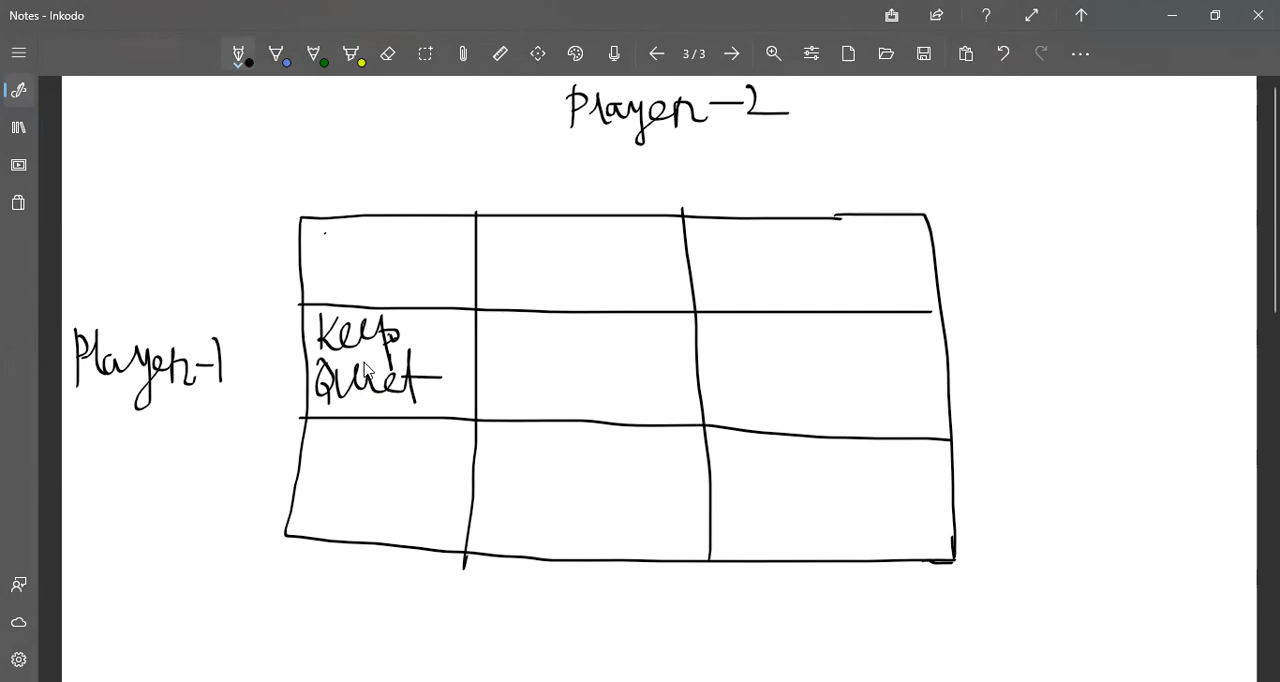 Notes - Inkodo
3/3
Player-2
Keep
Player-1
Quiet